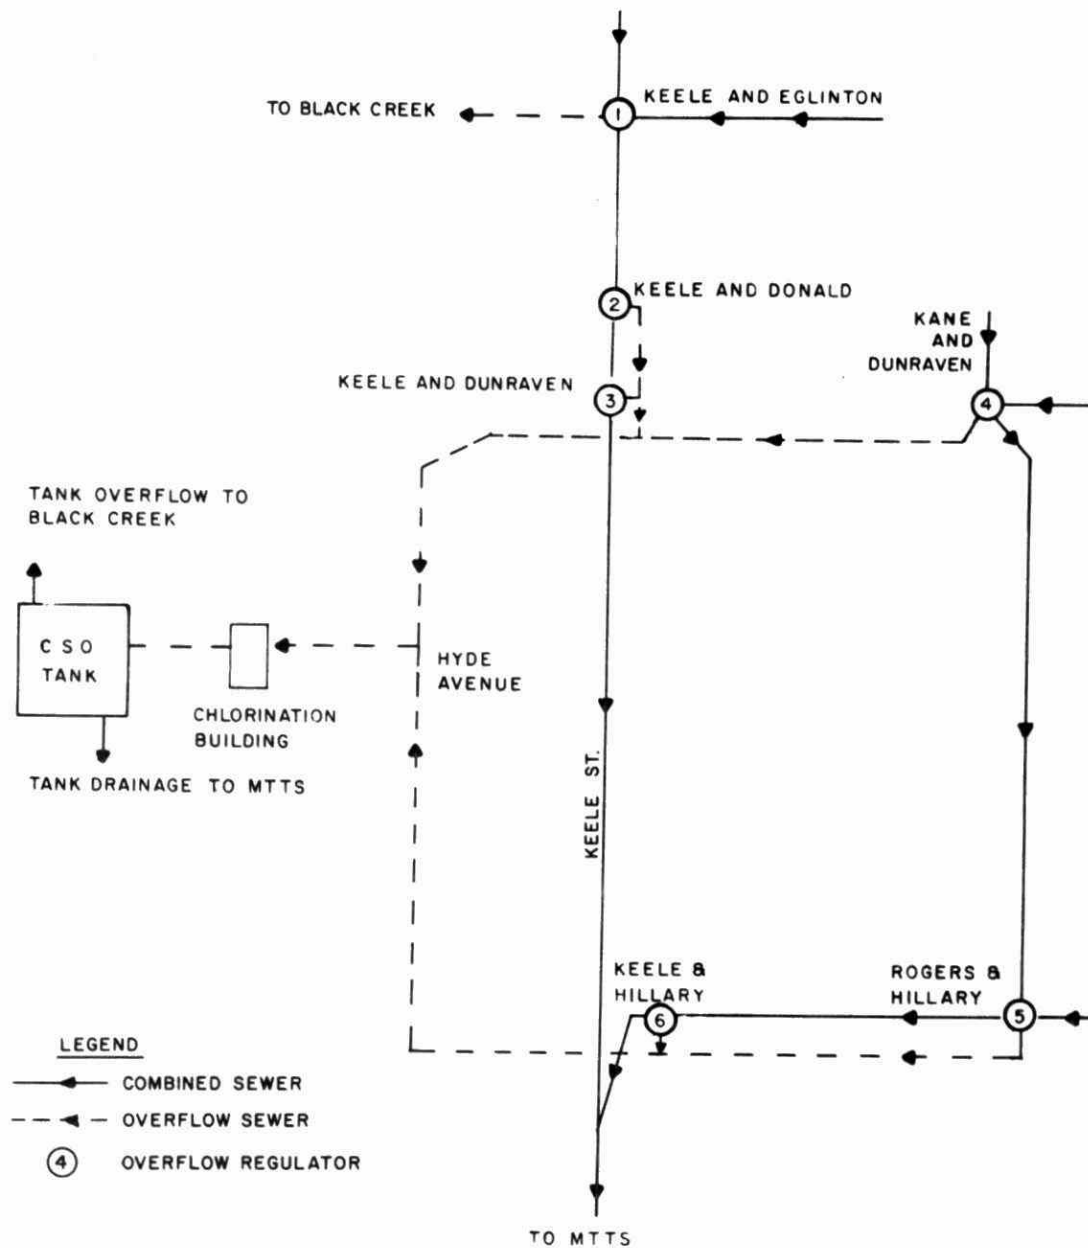 KEELE AND EGLINTON
TO BLACK CREEK
1
KEELE AND DONALD
2
KANE
AND
DUNRAVEN
KEELE AND DUNRAVEN
3
4
TANK OVERFLOW TO
BLACK CREEK
CSO
TANK
HYDE
AVENUE
CHLORINATION
BUILDING
TANK DRAINAGE TO MTTS
KEELE ST.
KEELE &
HILLARY
6
ROGERS &
HILLARY
5
LEGEND
COMBINED SEWER
OVERFLOW SEWER
4 OVERFLOW REGULATOR
TO MTTS